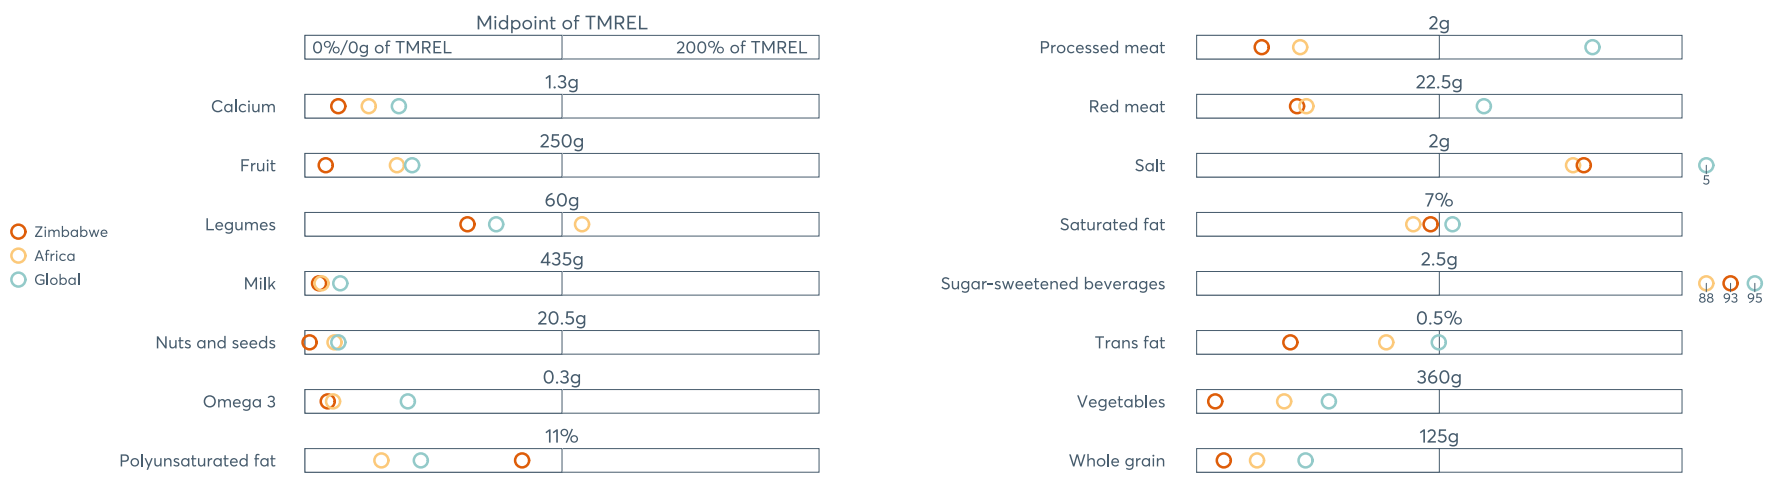 Midpoint of TMREL
0%/0g of TMREL 200% of TMREL
1.3g
Calcium
250g
Fruit
60g
Legumes
435g
Milk
20.5g
Nuts and seeds
0.3g
Omega 3
11%
Polyunsaturated fat
Zimbabwe
Africa
Global
2g
Processed meat
22.5g
Red meat
2g
Salt
5
7%
Saturated fat
2.5g
Sugar-sweetened beverages
88 93 95
0.5%
Trans fat
360g
Vegetables
125g
Whole grain